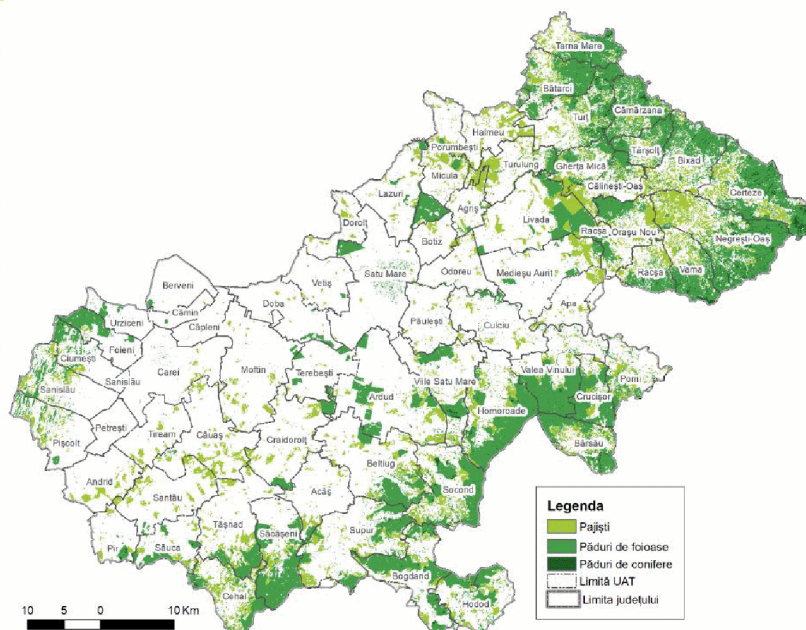 Tarna Mare
Bătarci
Cămărzana
Turț
Halmeu
Târșolț
Bixad
Porumbești
Turulung
Gherța Mică
Micula
Călinești-Oaș
Certeze
Lazuri
Agriș
Livada
Dorolț
Racșa
Orașu Nou
Negrești-Oaș
Botiz
Satu Mare
Odoreu
Medieșu Aurit
Racșa
Vama
Berveni
Vetiș
Doba
Apa
Cămin
Urziceni
Căpleni
Păulești
Culciu
Foieni
Ciumești
Carei
Moftin
Terebești
Valea Vinului
Pomi
Sanislău
Sanislău
Viile Satu Mare
Ardud
Crucișor
Homoroade
Petrești
Pișcolt
Tiream
Căuaș
Craidorolț
Bârsău
Beltiug
Andrid
Santău
Acâș
Socond
Tășnad
Săcășeni
Supur
Pir
Săuca
Bogdand
Cehal
Hodod
Legenda
Pajiști
Păduri de foioase
Păduri de conifere
Limită UAT
Limita județului
10 5 0 10 Km